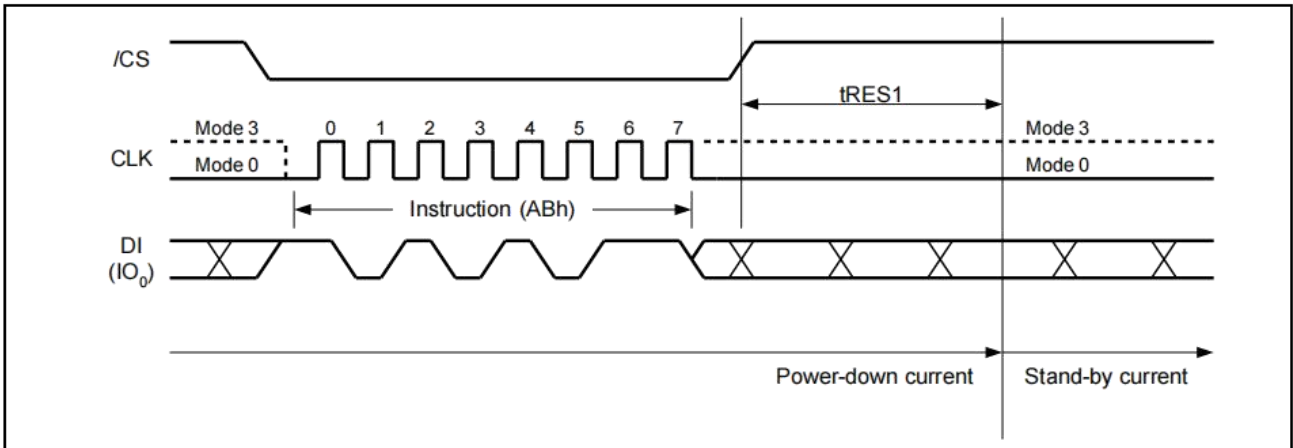 /CS
tRES1
Mode 3 0 1 2 3 4 5 6 7 Mode 3
CLK
Mode 0 Mode 0
Instruction (ABh)
DI
(IO₀)
Power-down current Stand-by current